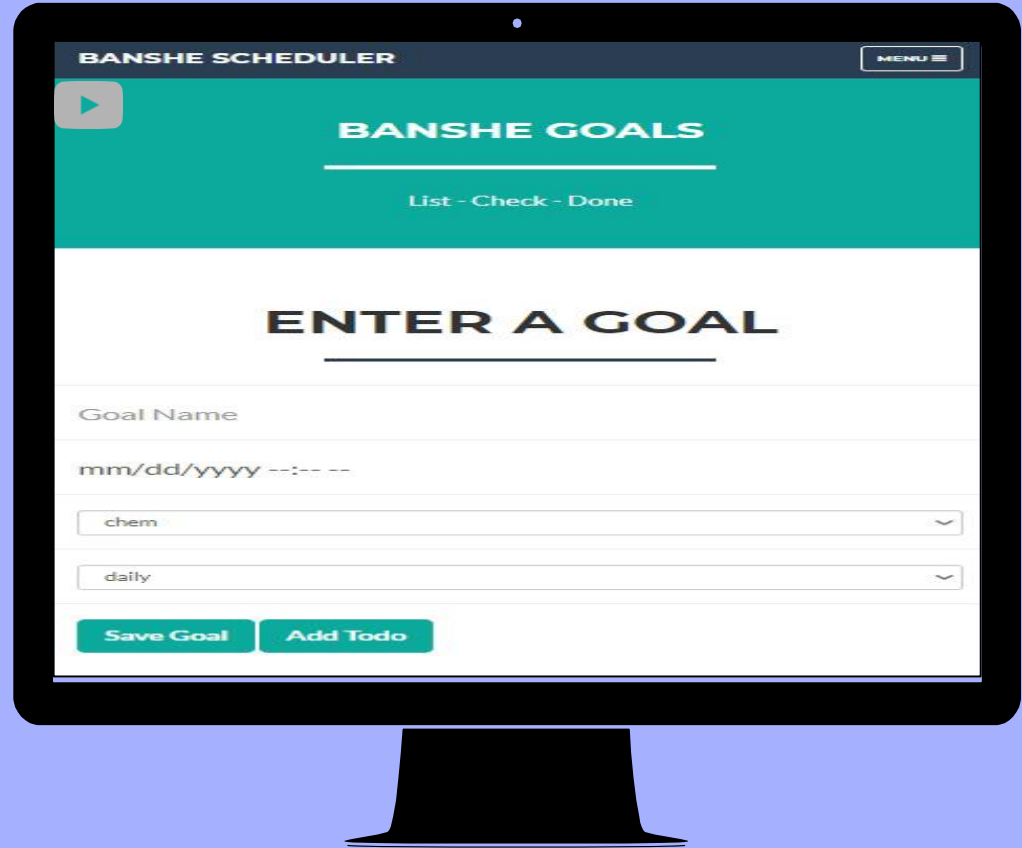 BANSHE SCHEDULER
MENU
BANSHE GOALS
List - Check - Done
ENTER A GOAL
Goal Name
mm/dd/yyyy --:-- --
chem
daily
Save Goal
Add Todo